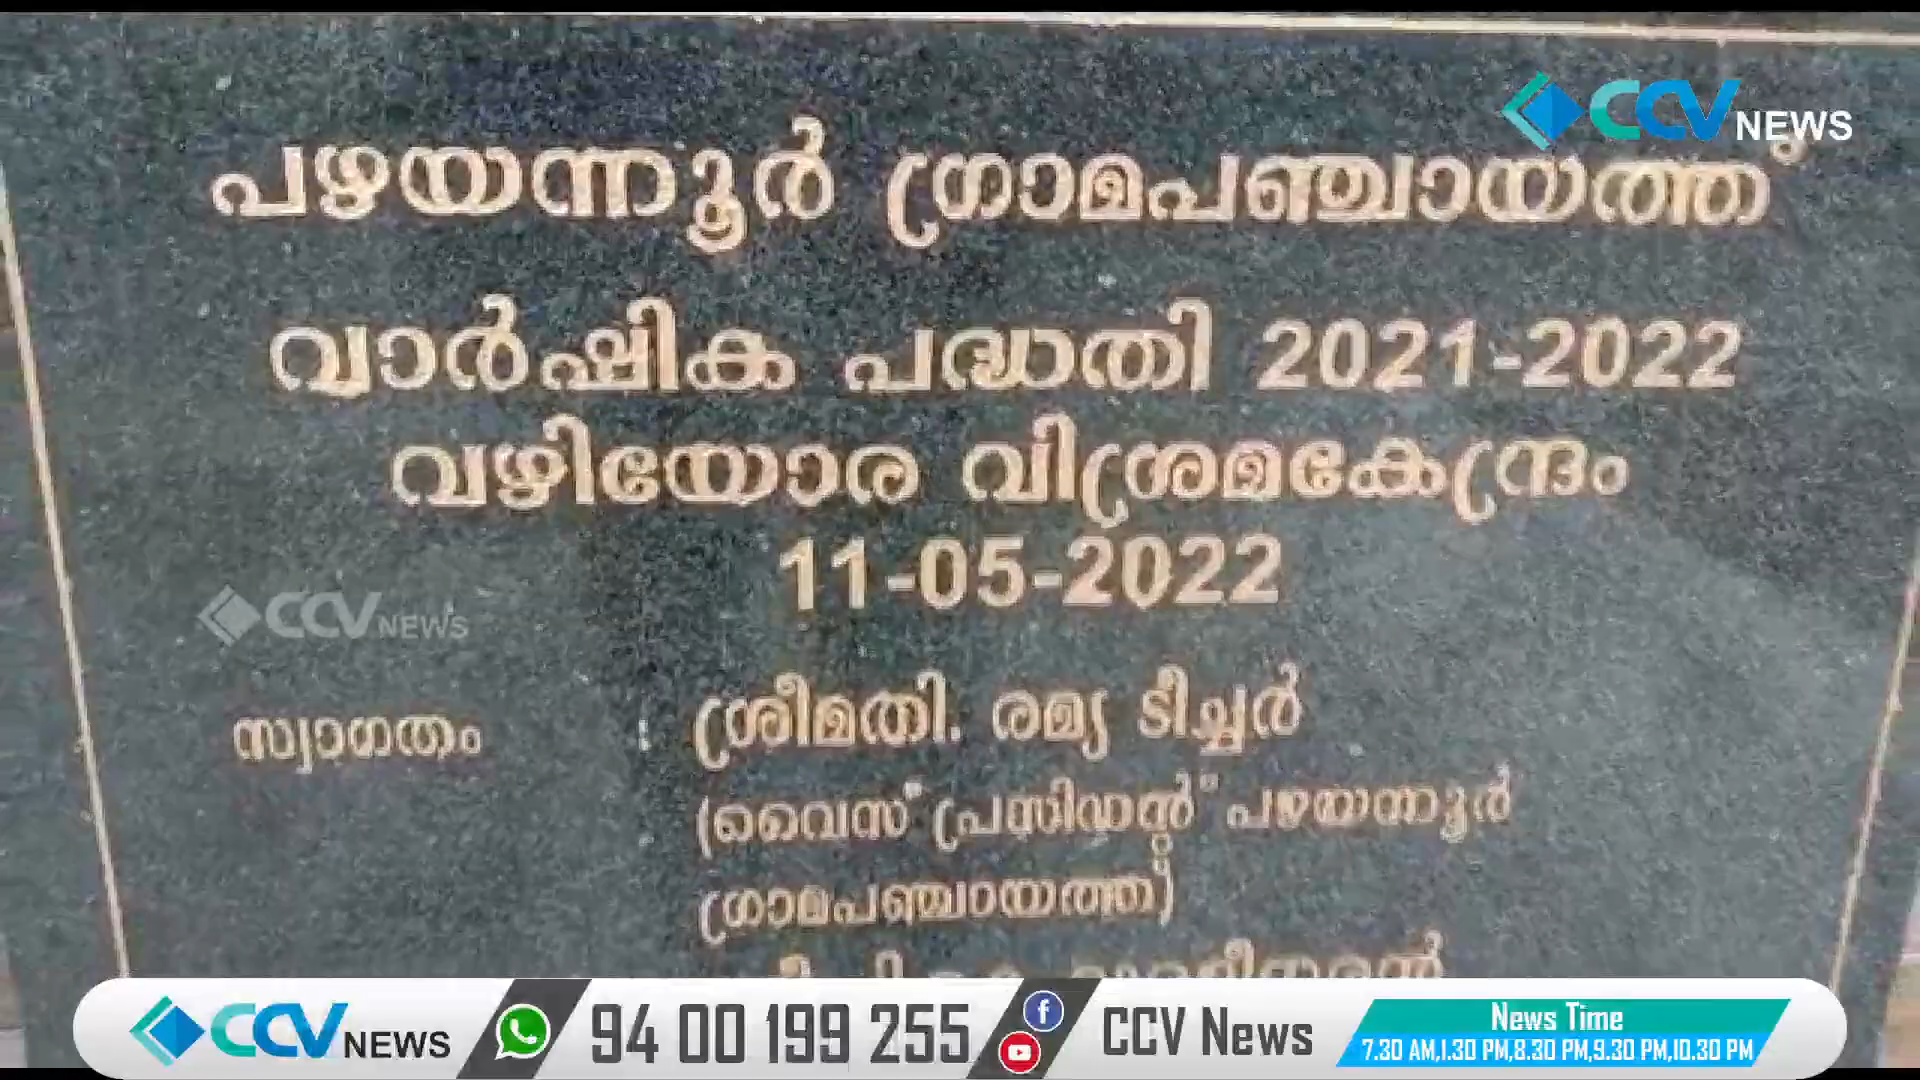 CCV NEWS
പഴയന്നൂർ ഗ്രാമപഞ്ചായത്ത്
വാർഷിക പദ്ധതി 2021-2022
വഴിയോര വിശ്രമകേന്ദ്രം
11-05-2022
CCV NEWS
സ്വാഗതം : ശ്രീമതി. രമ്യ ടീച്ചർ
(വൈസ് പ്രസിഡന്റ് പഴയന്നൂർ
ഗ്രാമപഞ്ചായത്ത്)
CCV NEWS 94 00 199 255 CCV News
News Time
7.30 AM,1.30 PM,8.30 PM,9.30 PM,10.30 PM